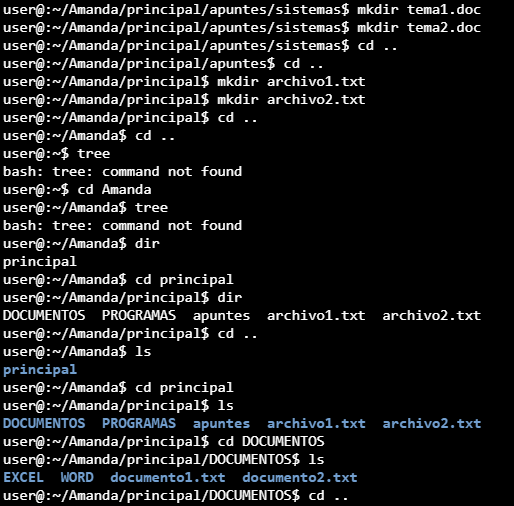 user@:~/Amanda/principal/apuntes/sistemas$ mkdir tema1.doc
user@:~/Amanda/principal/apuntes/sistemas$ mkdir tema2.doc
user@:~/Amanda/principal/apuntes/sistemas$ cd ..
user@:~/Amanda/principal/apuntes$ cd ..
user@:~/Amanda/principal$ mkdir archivo1.txt
user@:~/Amanda/principal$ mkdir archivo2.txt
user@:~/Amanda/principal$ cd ..
user@:~/Amanda$ cd ..
user@:~$ tree
bash: tree: command not found
user@:~$ cd Amanda
user@:~/Amanda$ tree
bash: tree: command not found
user@:~/Amanda$ dir
principal
user@:~/Amanda$ cd principal
user@:~/Amanda/principal$ dir
DOCUMENTOS  PROGRAMAS  apuntes  archivo1.txt  archivo2.txt
user@:~/Amanda/principal$ cd ..
user@:~/Amanda$ ls
principal
user@:~/Amanda$ cd principal
user@:~/Amanda/principal$ ls
DOCUMENTOS  PROGRAMAS  apuntes  archivo1.txt  archivo2.txt
user@:~/Amanda/principal$ cd DOCUMENTOS
user@:~/Amanda/principal/DOCUMENTOS$ ls
EXCEL  WORD  documento1.txt  documento2.txt
user@:~/Amanda/principal/DOCUMENTOS$ cd ..